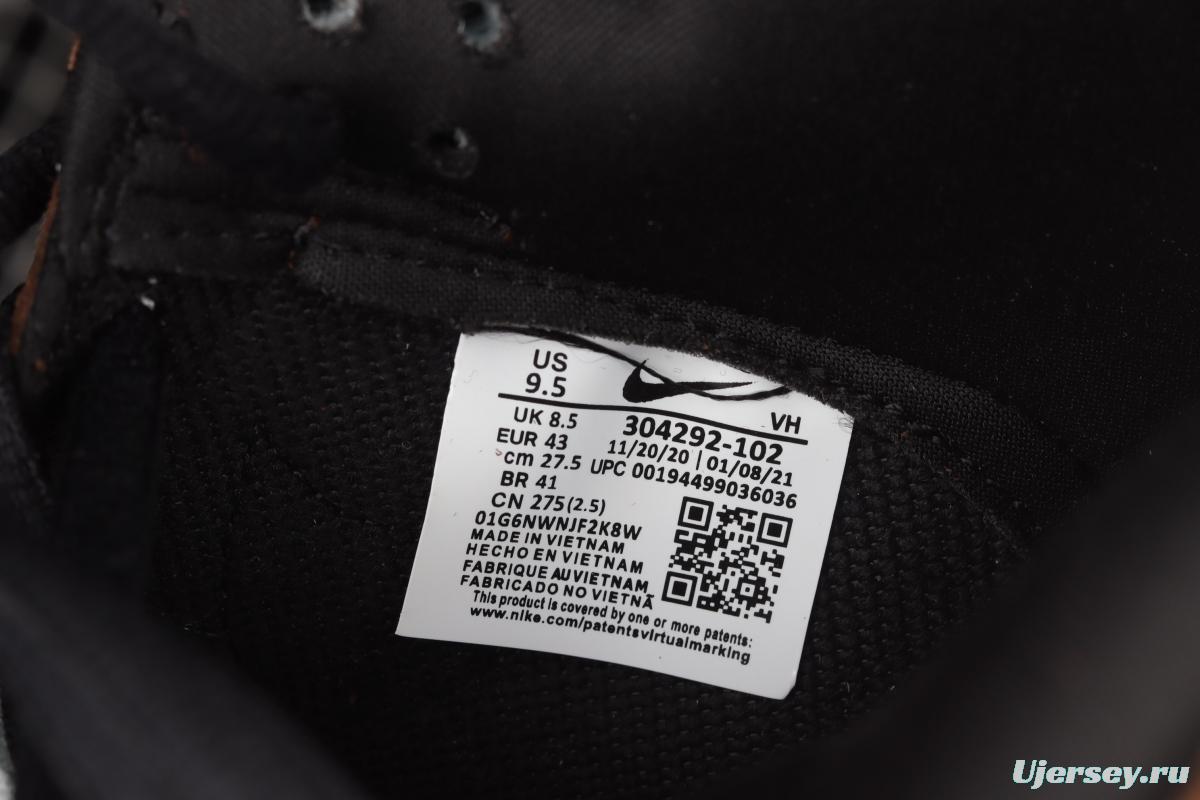 US
9.5
VH
UK 8.5
304292-102
EUR 43
11/20/20 | 01/08/21
cm 27.5
UPC 00194499036036
BR 41
CN 275(2.5)
01G6NWNJF2K8W
MADE IN VIETNAM
HECHO EN VIETNAM
FABRIQUE AU VIETNAM
FABRICADO NO VIETNÃ
This product is covered by one or more patents:
www.nike.com/patentsvirtualmarking
Ujersey.ru